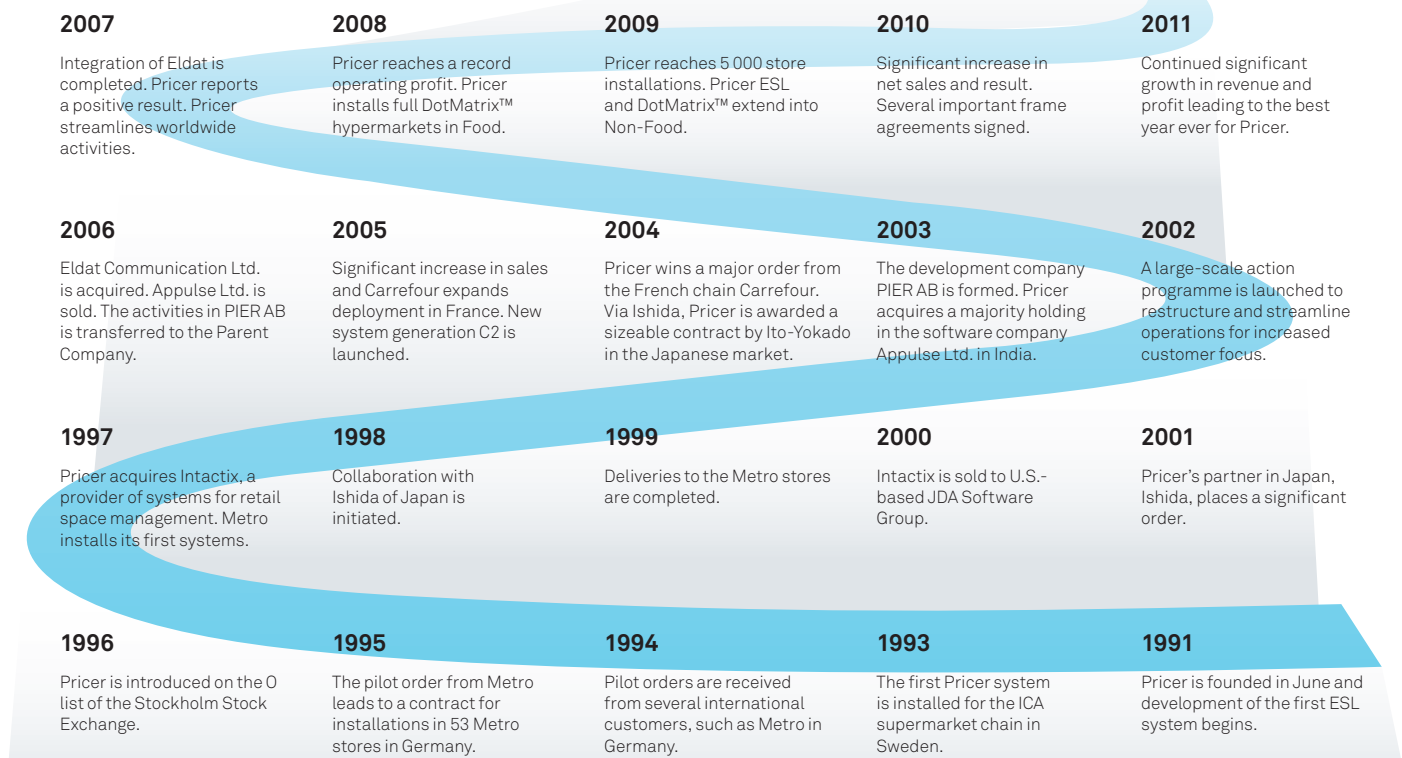 2007
Integration of Eldat is
completed. Pricer reports
a positive result. Pricer
streamlines worldwide
activities.
2008
Pricer reaches a record
operating profit. Pricer
installs full DotMatrix™
hypermarkets in Food.
2009
Pricer reaches 5 000 store
installations. Pricer ESL
and DotMatrix™ extend into
Non-Food.
2010
Significant increase in
net sales and result.
Several important frame
agreements signed.
2011
Continued significant
growth in revenue and
profit leading to the best
year ever for Pricer.
2006
Eldat Communication Ltd.
is acquired. Appulse Ltd. is
sold. The activities in PIER AB
is transferred to the Parent
Company.
2005
Significant increase in sales
and Carrefour expands
deployment in France. New
system generation C2 is
launched.
2004
Pricer wins a major order from
the French chain Carrefour.
Via Ishida, Pricer is awarded a
sizeable contract by Ito-Yokado
in the Japanese market.
2003
The development company
PIER AB is formed. Pricer
acquires a majority holding
in the software company
Appulse Ltd. in India.
2002
A large-scale action
programme is launched to
restructure and streamline
operations for increased
customer focus.
1997
Pricer acquires Intactix, a
provider of systems for retail
space management. Metro
installs its first systems.
1998
Collaboration with
Ishida of Japan is
initiated.
1999
Deliveries to the Metro stores
are completed.
2000
Intactix is sold to U.S.-
based JDA Software
Group.
2001
Pricer's partner in Japan,
Ishida, places a significant
order.
1996
Pricer is introduced on the O
list of the Stockholm Stock
Exchange.
1995
The pilot order from Metro
leads to a contract for
installations in 53 Metro
stores in Germany.
1994
Pilot orders are received
from several international
customers, such as Metro in
Germany.
1993
The first Pricer system
is installed for the ICA
supermarket chain in
Sweden.
1991
Pricer is founded in June and
development of the first ESL
system begins.